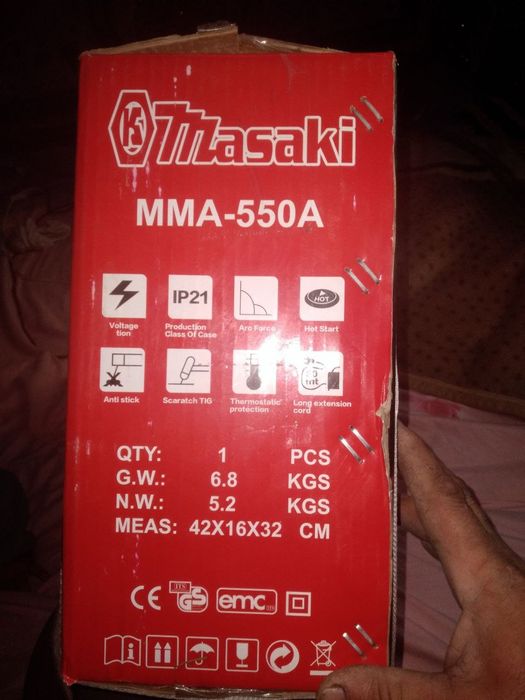 Masaki
MMA-550A
IP21
HOT
Voltage
tion
Production
Class Of Case
Arc Force
Hot Start
Anti stick
Scaratch TIG
Thermostatic
protection
Long extension
cord
QTY: 1 PCS
G.W.: 6.8 KGS
N.W.: 5.2 KGS
MEAS: 42X16X32 CM
CE
GS
emc